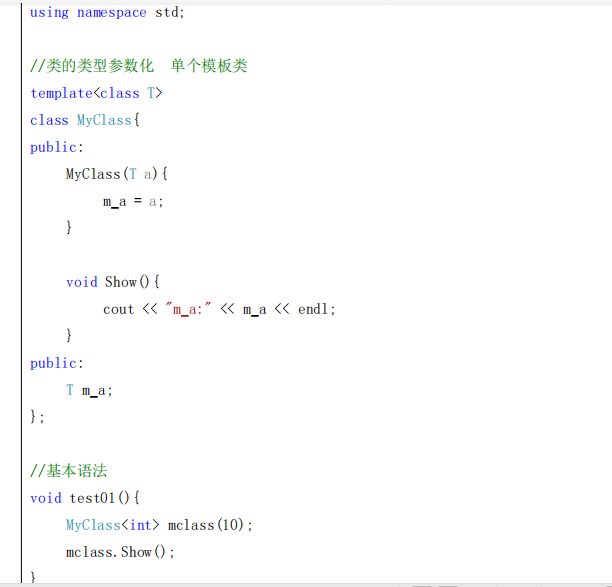 using namespace std;
//类的类型参数化 单个模板类
template<class T>
class MyClass{
public:
MyClass(T a){
m_a = a;
}
void Show(){
cout << "m_a:" << m_a << endl;
}
public:
T m_a;
};
//基本语法
void test01(){
MyClass<int> mclass(10);
mclass.Show();
}